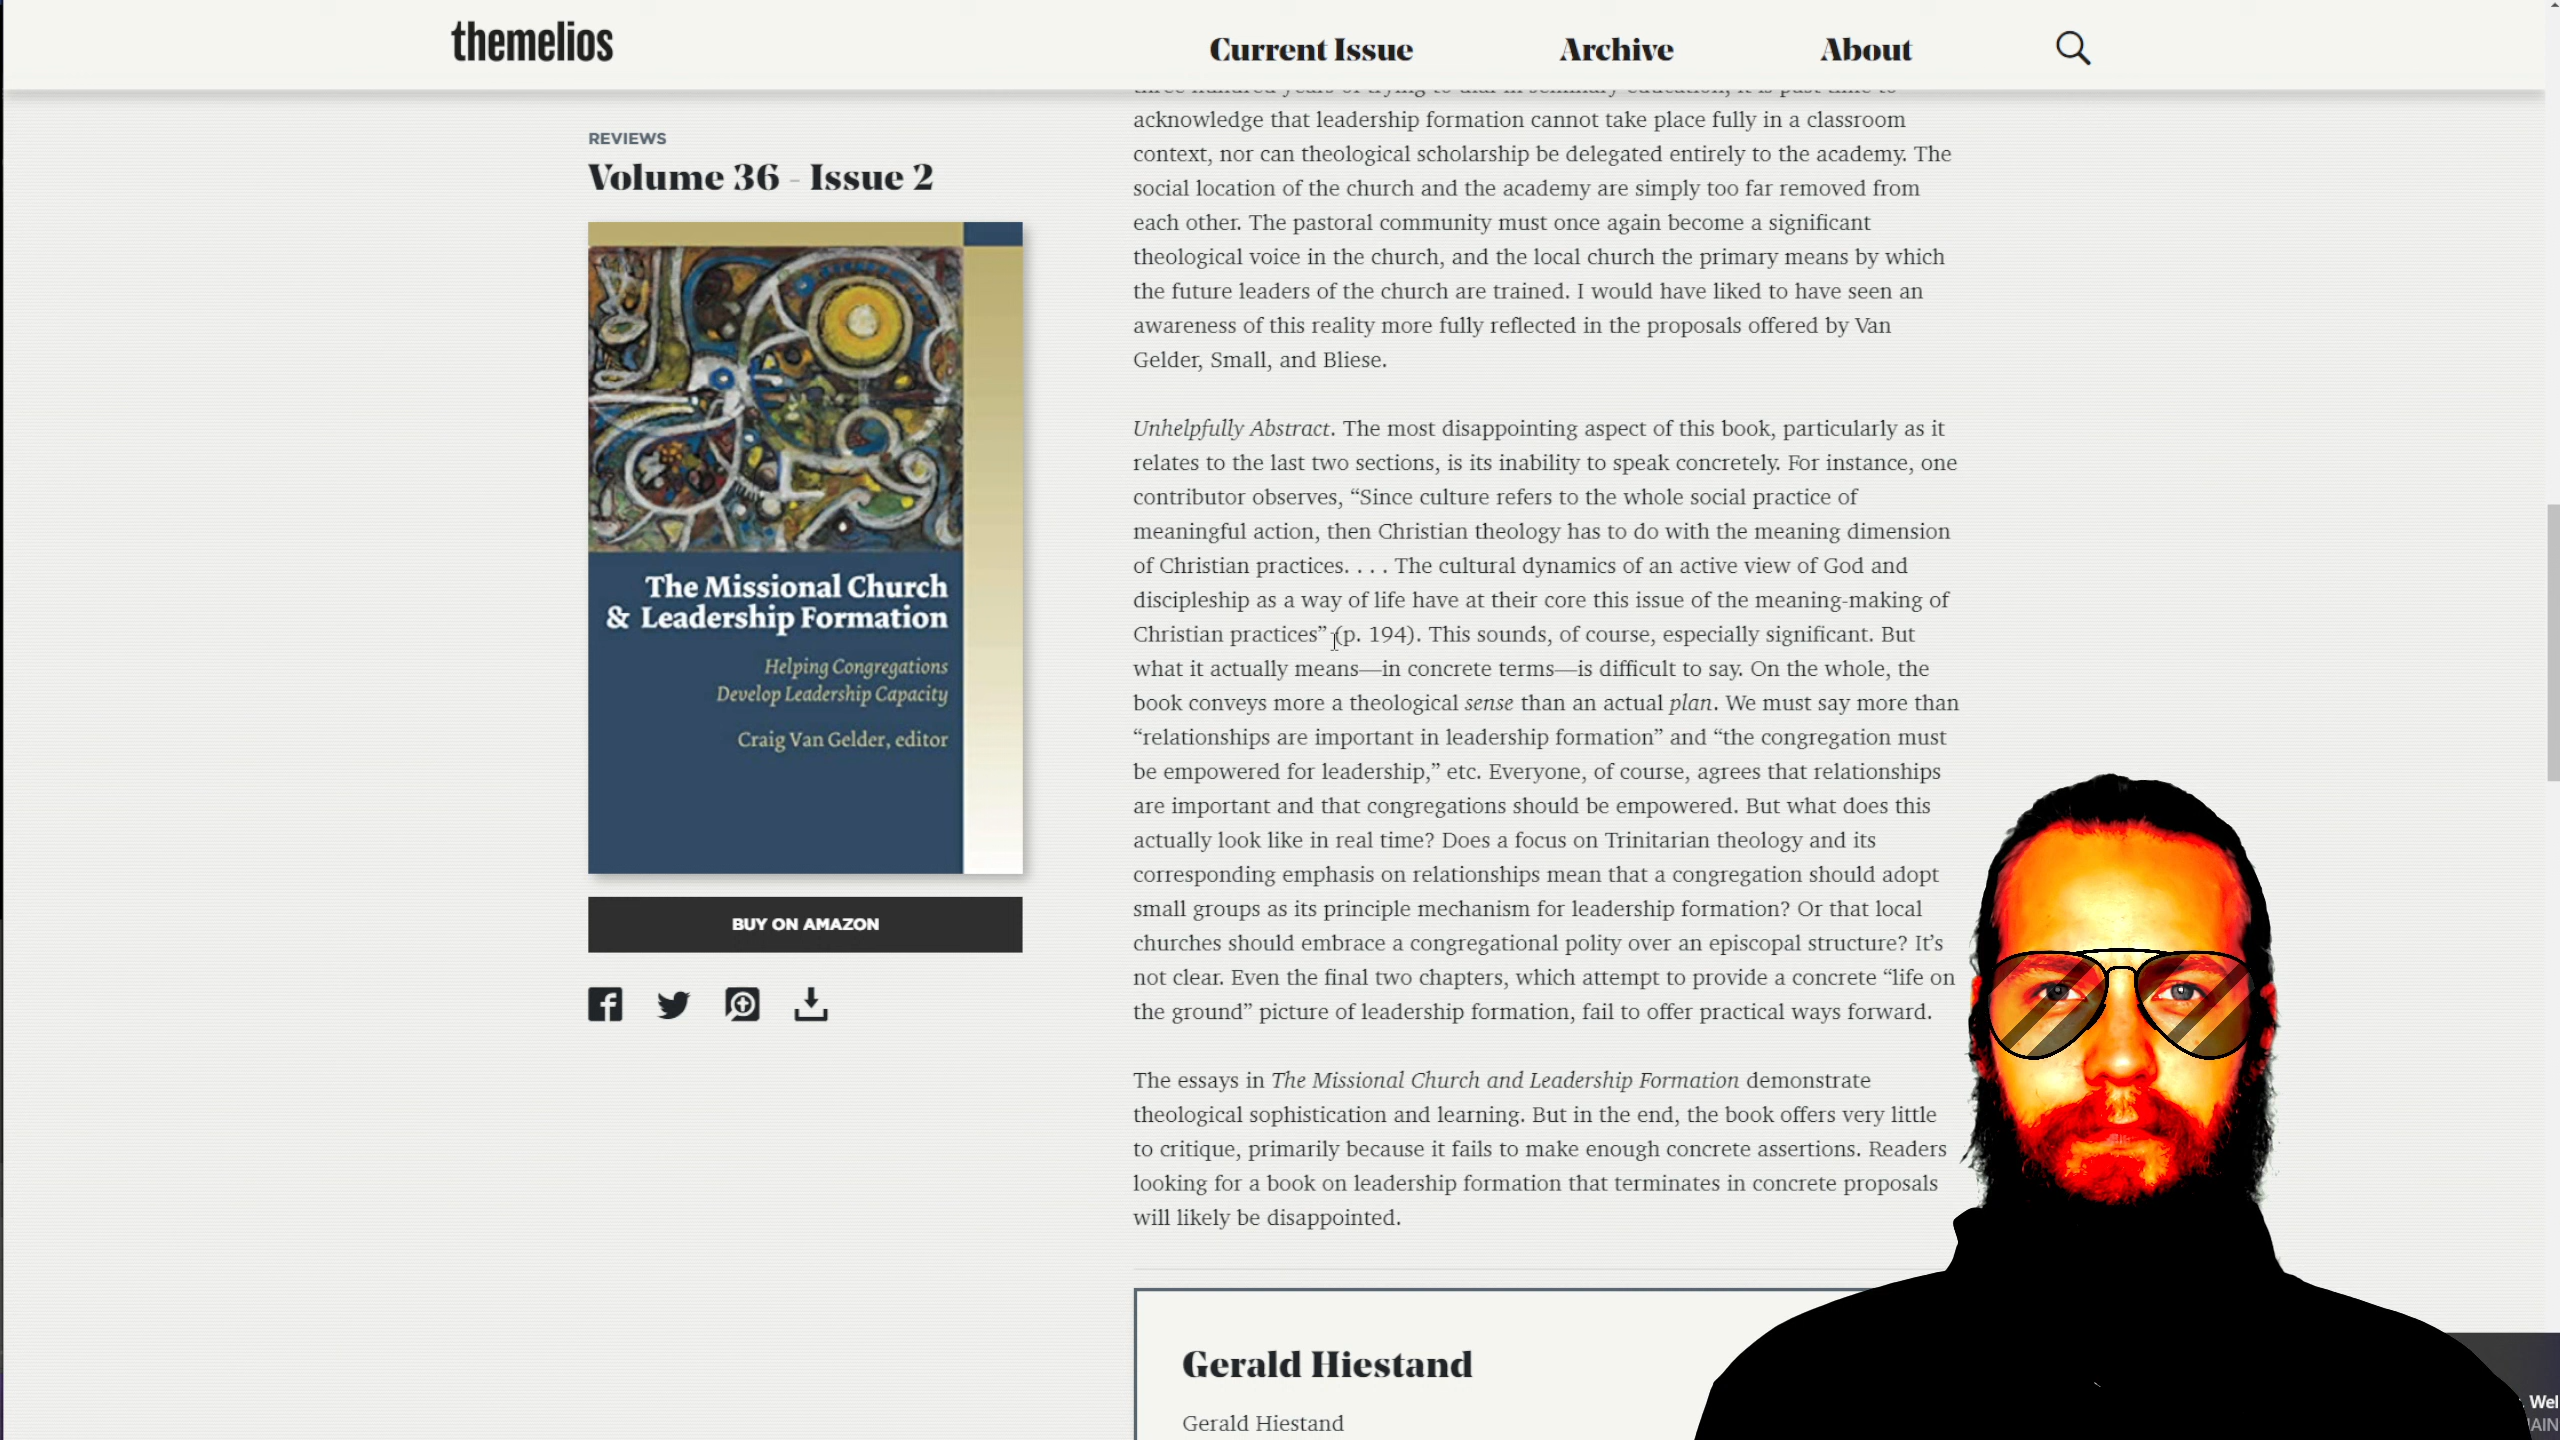 themelios
Current Issue
Archive
About
REVIEWS
Volume 36 - Issue 2
The Missional Church
& Leadership Formation
Helping Congregations
Develop Leadership Capacity
Craig Van Gelder, editor
BUY ON AMAZON
acknowledge that leadership formation cannot take place fully in a classroom
context, nor can theological scholarship be delegated entirely to the academy. The
social location of the church and the academy are simply too far removed from
each other. The pastoral community must once again become a significant
theological voice in the church, and the local church the primary means by which
the future leaders of the church are trained. I would have liked to have seen an
awareness of this reality more fully reflected in the proposals offered by Van
Gelder, Small, and Bliese.
Unhelpfully Abstract. The most disappointing aspect of this book, particularly as it
relates to the last two sections, is its inability to speak concretely. For instance, one
contributor observes, “Since culture refers to the whole social practice of
meaningful action, then Christian theology has to do with the meaning dimension
of Christian practices. . . . The cultural dynamics of an active view of God and
discipleship as a way of life have at their core this issue of the meaning-making of
Christian practices” (p. 194). This sounds, of course, especially significant. But
what it actually means—in concrete terms—is difficult to say. On the whole, the
book conveys more a theological sense than an actual plan. We must say more than
“relationships are important in leadership formation” and “the congregation must
be empowered for leadership,” etc. Everyone, of course, agrees that relationships
are important and that congregations should be empowered. But what does this
actually look like in real time? Does a focus on Trinitarian theology and its
corresponding emphasis on relationships mean that a congregation should adopt
small groups as its principle mechanism for leadership formation? Or that local
churches should embrace a congregational polity over an episcopal structure? It’s
not clear. Even the final two chapters, which attempt to provide a concrete “life on
the ground” picture of leadership formation, fail to offer practical ways forward.
The essays in The Missional Church and Leadership Formation demonstrate
theological sophistication and learning. But in the end, the book offers very little
to critique, primarily because it fails to make enough concrete assertions. Readers
looking for a book on leadership formation that terminates in concrete proposals
will likely be disappointed.
Gerald Hiestand
Gerald Hiestand